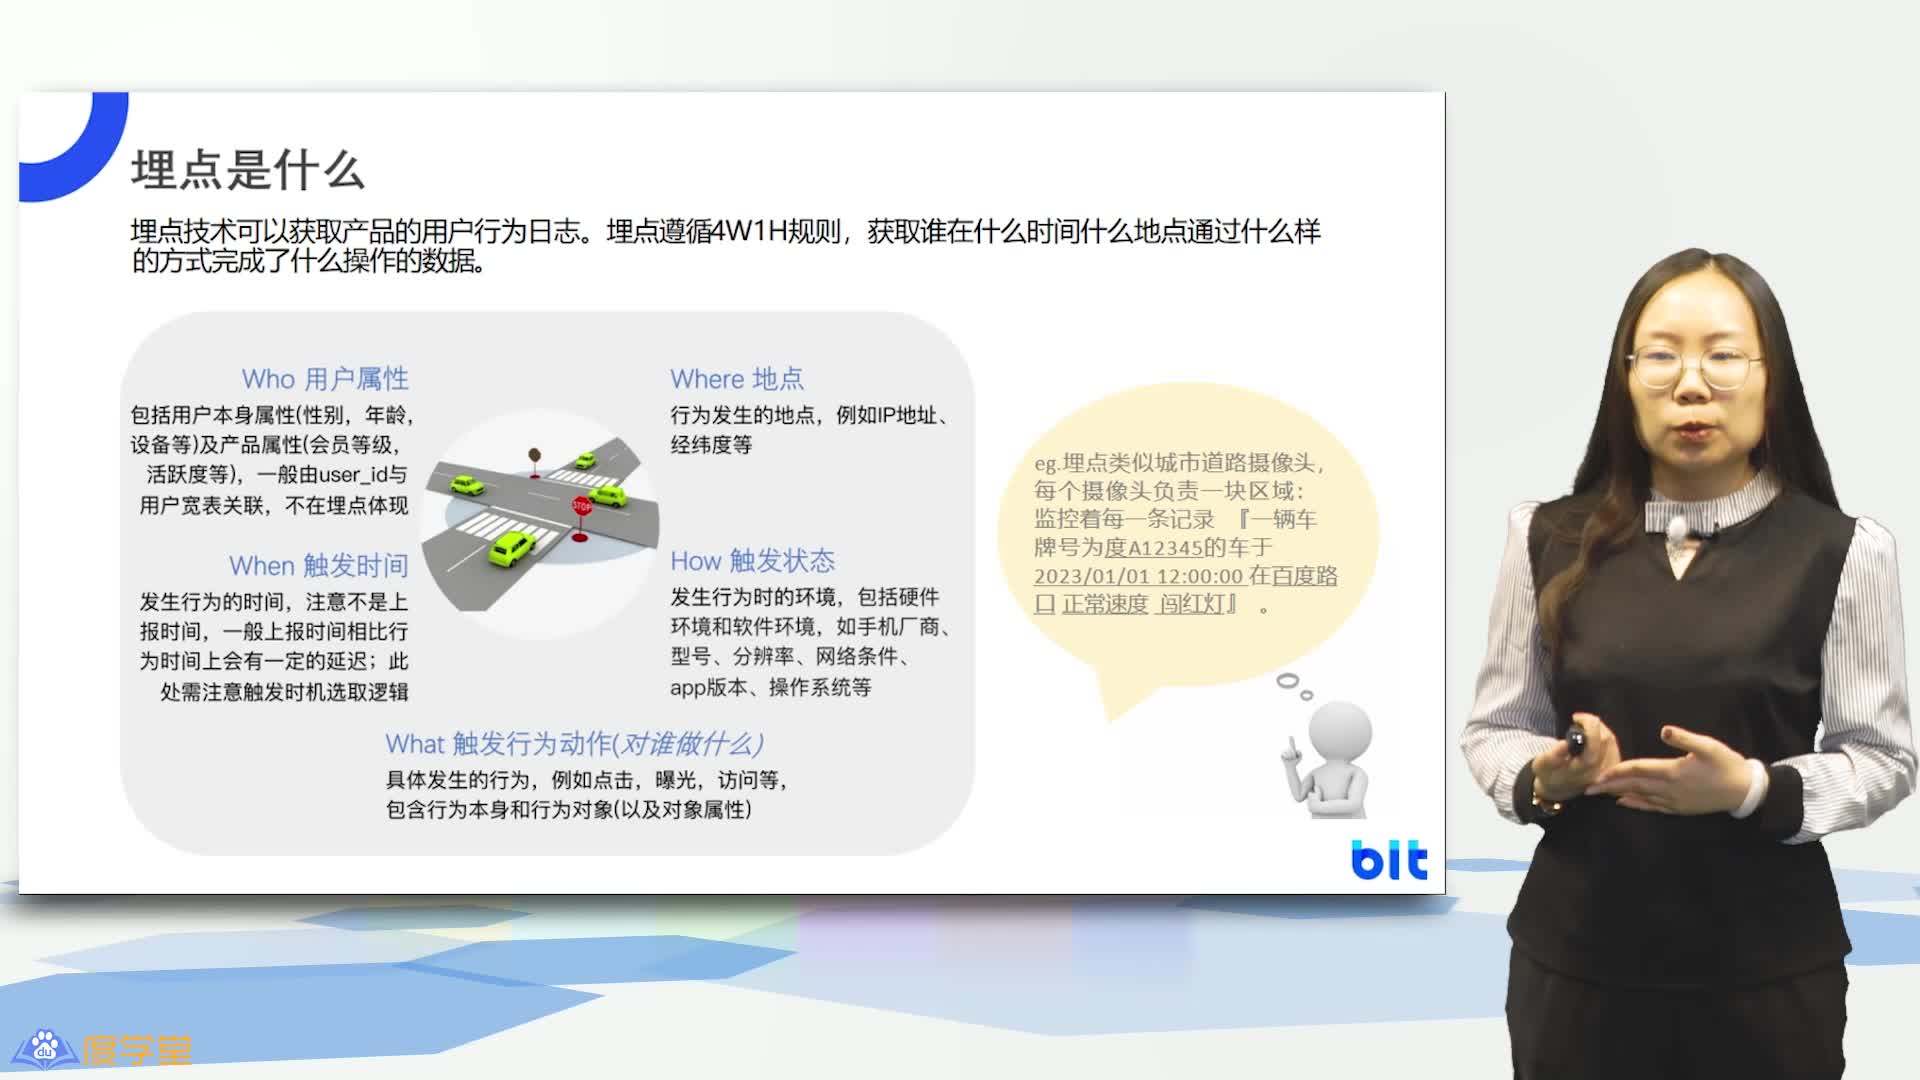 埋点是什么
埋点技术可以获取产品的用户行为日志。埋点遵循4W1H规则，获取谁在什么时间什么地点通过什么样
的方式完成了什么操作的数据。
Who 用户属性
包括用户本身属性(性别，年龄，
设备等)及产品属性(会员等级，
活跃度等)，一般由user_id与
用户宽表关联，不在埋点体现
When 触发时间
发生行为的时间，注意不是上
报时间，一般上报时间相比行
为时间上会有一定的延迟；此
处需注意触发时机选取逻辑
STOP
Where 地点
行为发生的地点，例如IP地址、
经纬度等
How 触发状态
发生行为时的环境，包括硬件
环境和软件环境，如手机厂商、
型号、分辨率、网络条件、
app版本、操作系统等
What 触发行为动作(对谁做什么)
具体发生的行为，例如点击，曝光，访问等，
包含行为本身和行为对象(以及对象属性)
eg.埋点类似城市道路摄像头，
每个摄像头负责一块区域：
监控着每一条记录 『一辆车
牌号为度A12345的车于
2023/01/01 12:00:00 在百度路
口 正常速度 闯红灯』 。
bit
du 度学堂